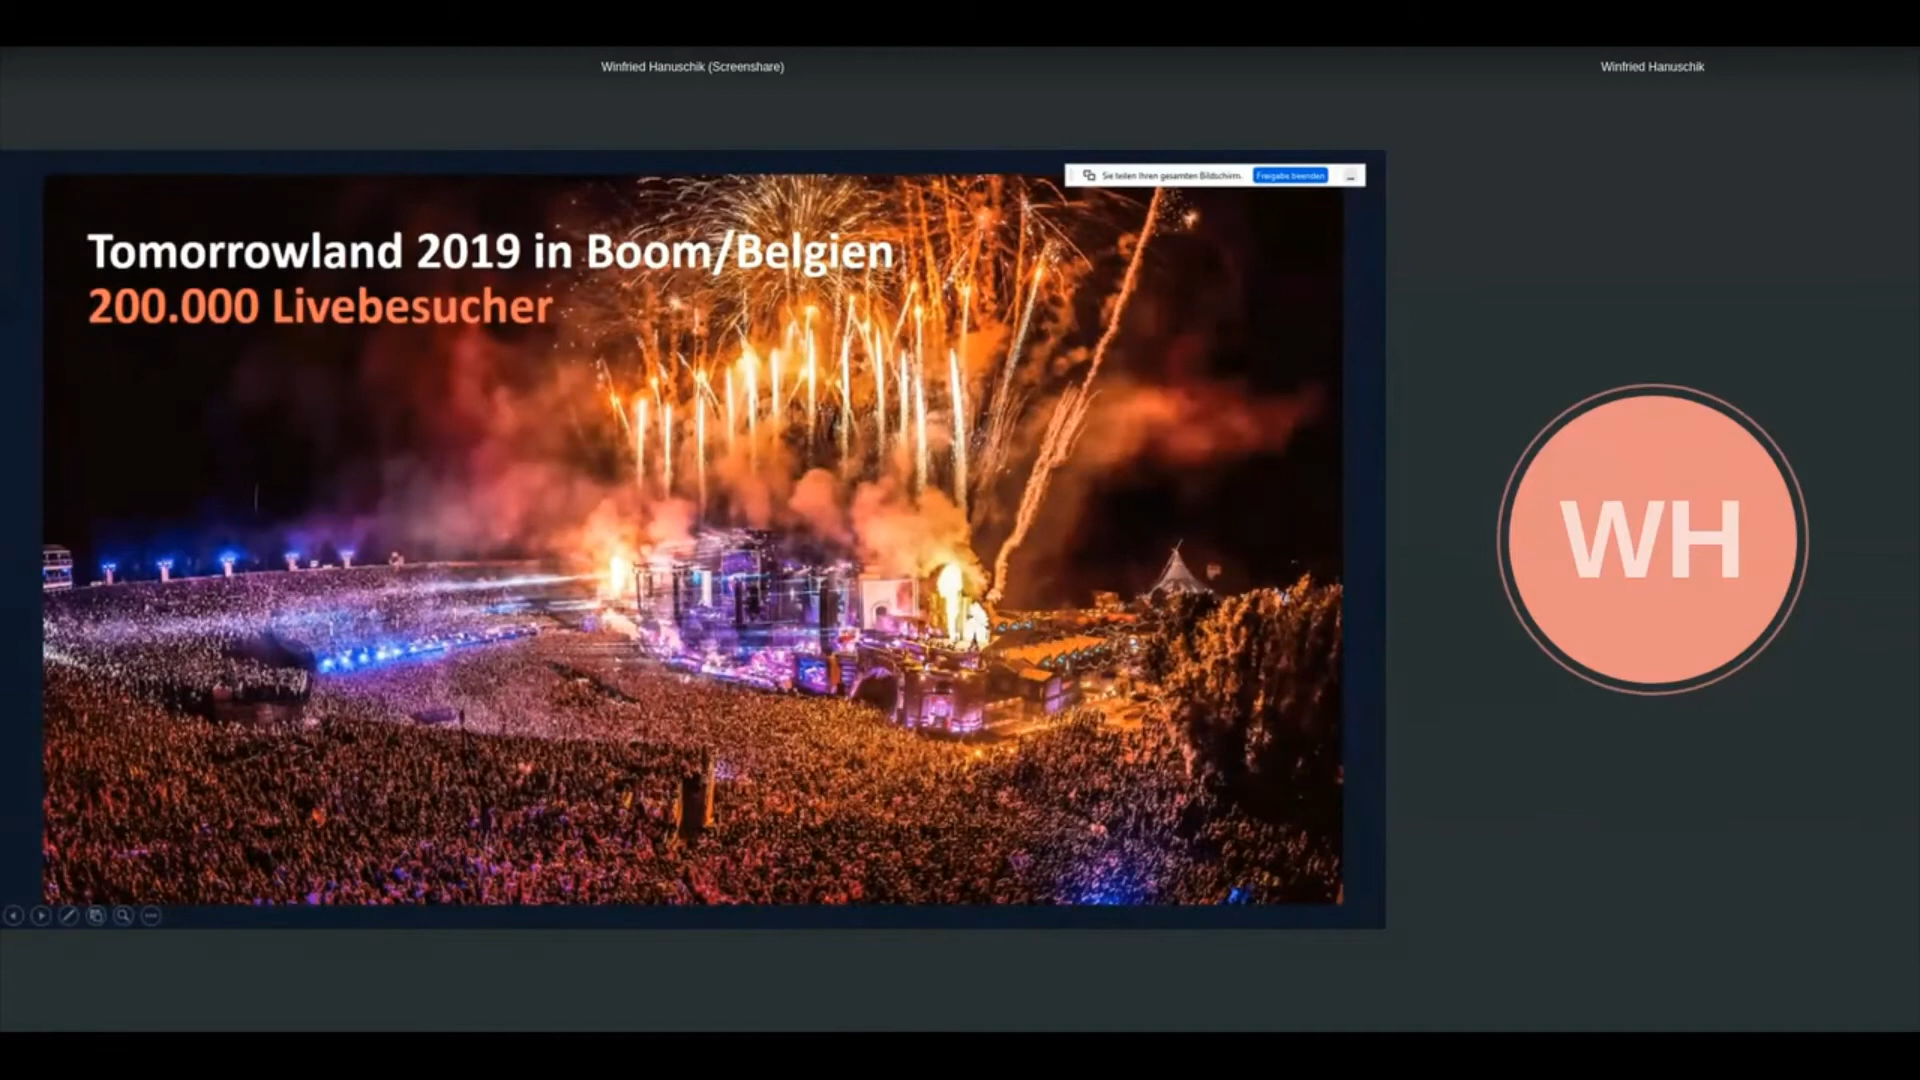 Winfried Hanuschik (Screenshare)
Winfried Hanuschik
Sie teilen Ihren gesamten Bildschirm.
Freigabe beenden
Tomorrowland 2019 in Boom/Belgien
200.000 Livebesucher
WH